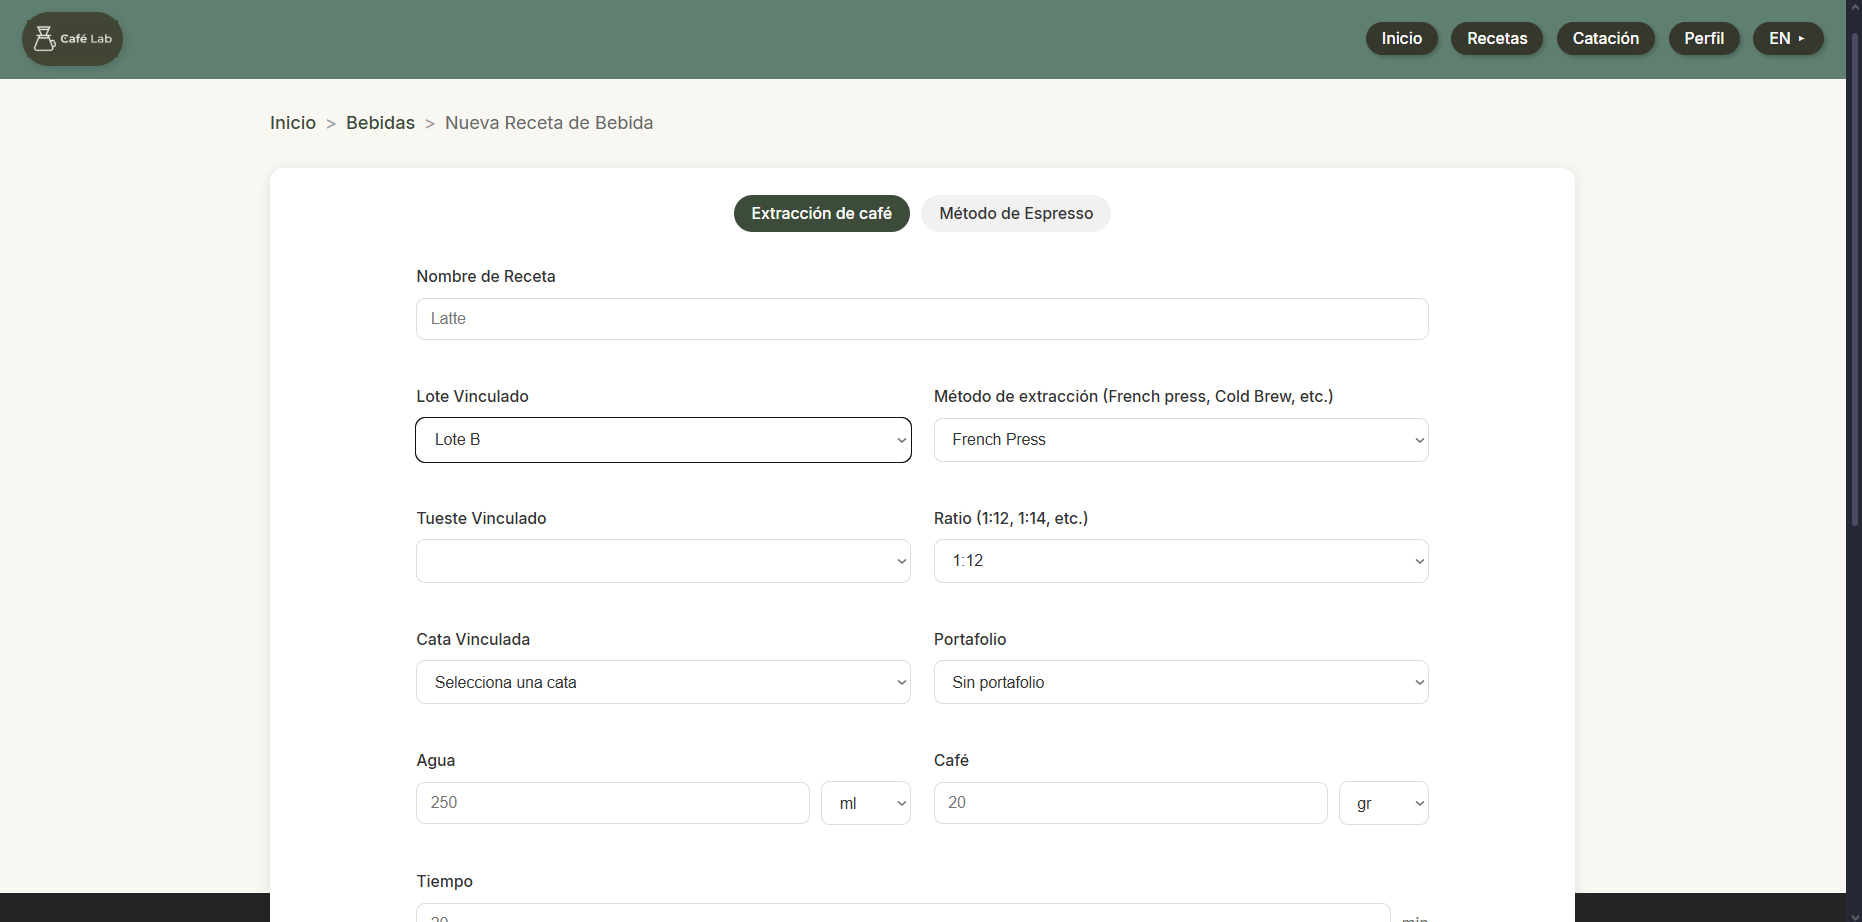 Café Lab
Inicio
Recetas
Catación
Perfil
EN ▸
Inicio > Bebidas > Nueva Receta de Bebida
Extracción de café
Método de Espresso
Nombre de Receta
Latte
Lote Vinculado
Método de extracción (French press, Cold Brew, etc.)
Lote B
French Press
Tueste Vinculado
Ratio (1:12, 1:14, etc.)
1:12
Cata Vinculada
Portafolio
Selecciona una cata
Sin portafolio
Agua
Café
250
ml
20
gr
Tiempo